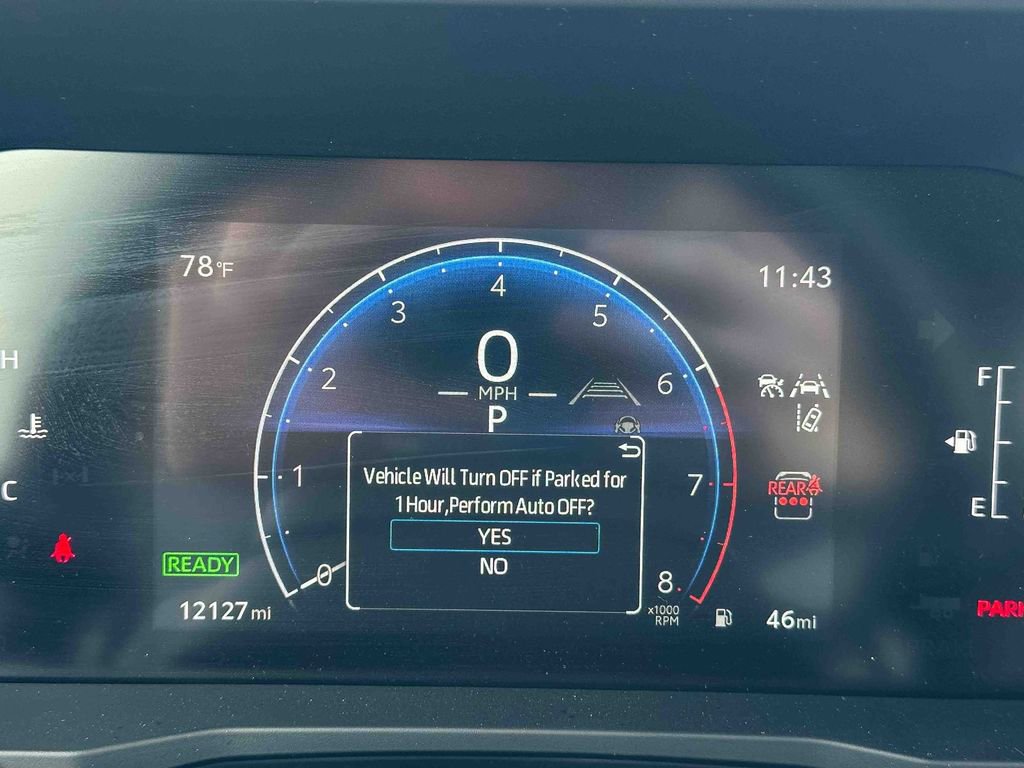 78°F
11:43
4
3
5
H
0
2
6
F
MPH
P
Vehicle Will Turn OFF if Parked for
1
7
C
REAR
1 Hour,Perform Auto OFF?
E
YES
READY
NO
0
8
12127 mi
x1000
RPM
46mi
PARK